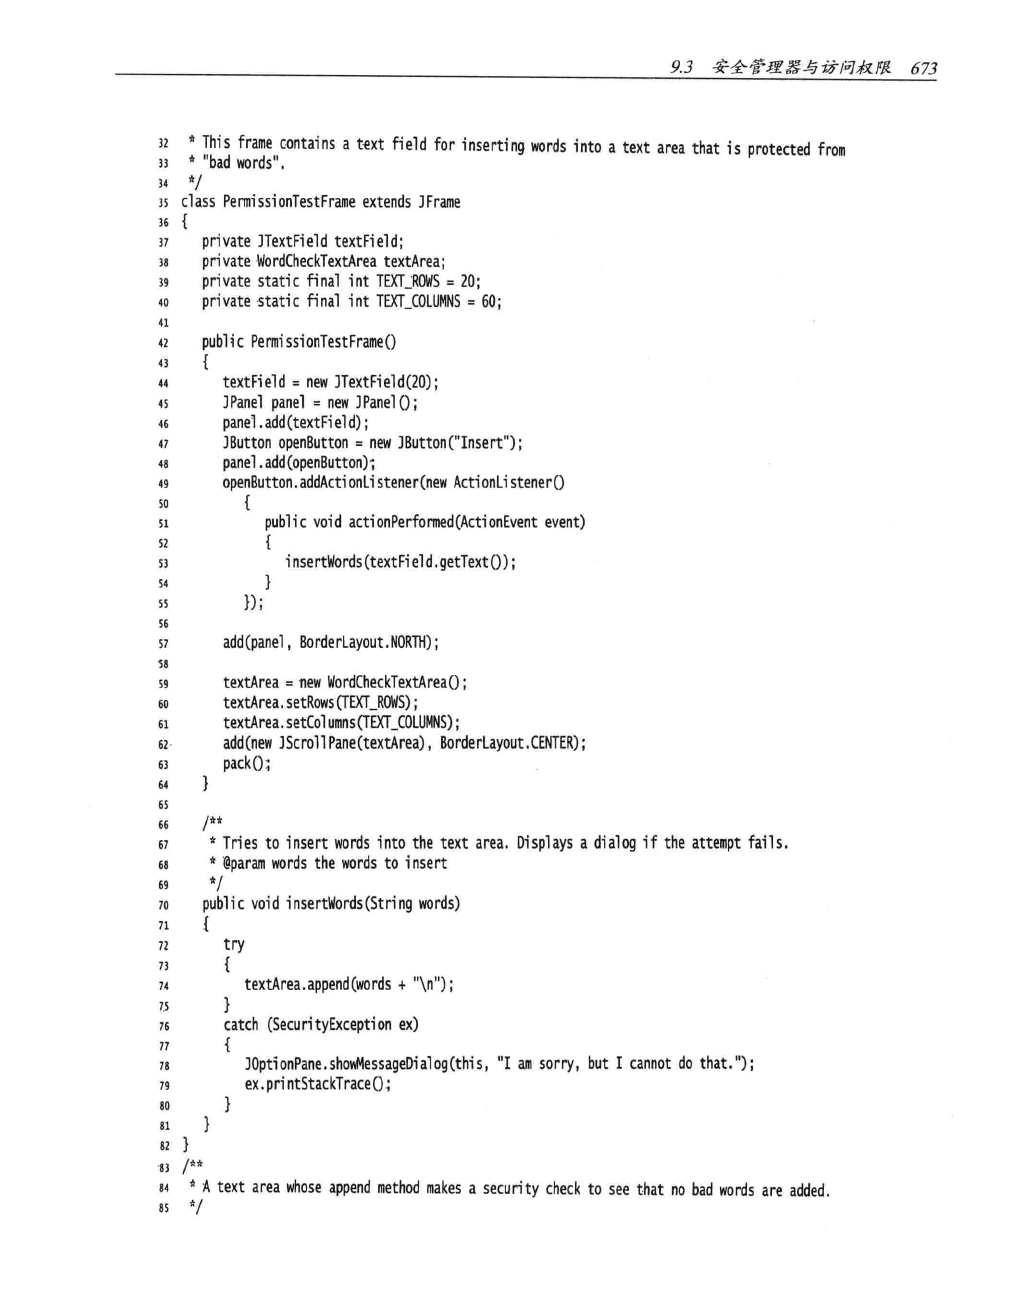 9.3 安全管理器与访问权限 673
32 * This frame contains a text field for inserting words into a text area that is protected from
33 * "bad words".
34 */
35 class PermissionTestFrame extends JFrame
36 {
37 private JTextField textField;
38 private WordCheckTextArea textArea;
39 private static final int TEXT_ROWS = 20;
40 private static final int TEXT_COLUMNS = 60;
41
42 public PermissionTestFrame()
43 {
44 textField = new JTextField(20);
45 JPanel panel = new JPanel();
46 panel.add(textField);
47 JButton openButton = new JButton("Insert");
48 panel.add(openButton);
49 openButton.addActionListener(new ActionListener()
50 {
51 public void actionPerformed(ActionEvent event)
52 {
53 insertWords(textField.getText());
54 }
55 });
56
57 add(panel, BorderLayout.NORTH);
58
59 textArea = new WordCheckTextArea();
60 textArea.setRows(TEXT_ROWS);
61 textArea.setColumns(TEXT_COLUMNS);
62 add(new JScrollPane(textArea), BorderLayout.CENTER);
63 pack();
64 }
65
66 /**
67 * Tries to insert words into the text area. Displays a dialog if the attempt fails.
68 * @param words the words to insert
69 */
70 public void insertWords(String words)
71 {
72 try
73 {
74 textArea.append(words + "\n");
75 }
76 catch (SecurityException ex)
77 {
78 JOptionPane.showMessageDialog(this, "I am sorry, but I cannot do that.");
79 ex.printStackTrace();
80 }
81 }
82 }
83 /**
84 * A text area whose append method makes a security check to see that no bad words are added.
85 */